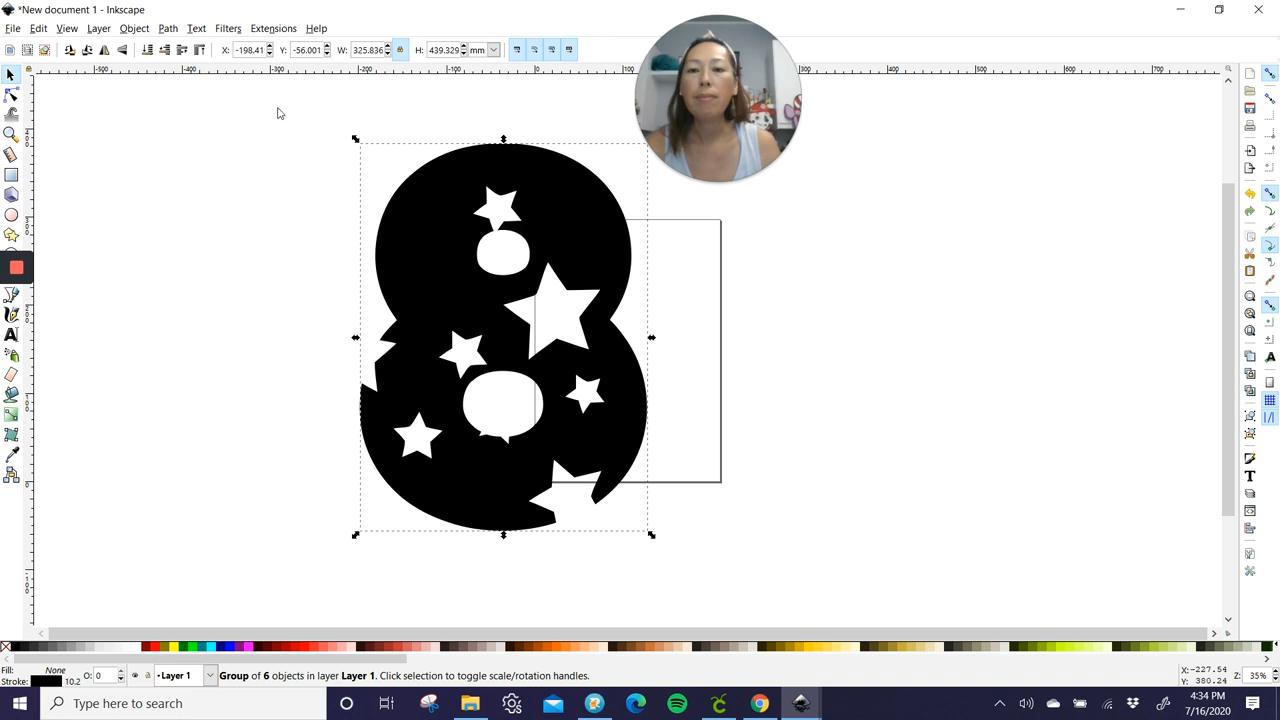 *New document 1 - Inkscape
File Edit View Layer Object Path Text Filters Extensions Help
X: -198.41 Y: -56.001 W: 325.836 H: 439.329 mm
-500 -300 -200 -100 0 100 300 400 500 600 700
8
Fill: None
Stroke: 10.2 O: 0 •Layer 1 Group of 6 objects in layer Layer 1. Click selection to toggle scale/rotation handles.
X:-227.54
Y: 380.24
Z: 35%
Type here to search
4:34 PM
7/16/2020